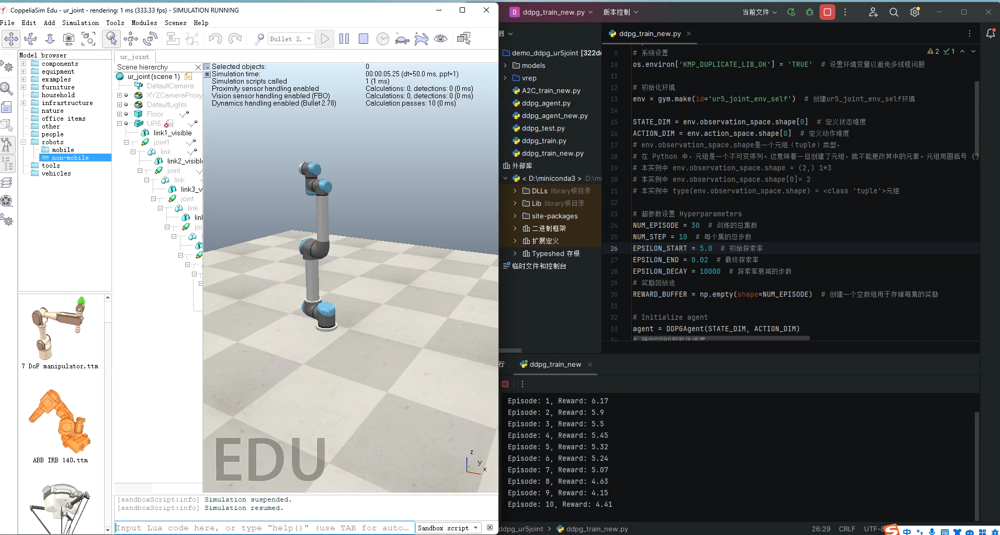 CoppeliaSim Edu - ur_joint - rendering: 1 ms (333.33 fps) - SIMULATION RUNNING
File Edit Add Simulation Tools Modules Scenes Help
Bullet 2.
Model browser
components
equipment
examples
furniture
household
infrastructure
nature
office items
other
people
robots
mobile
non-mobile
tools
vehicles
7 DoF manipulator.ttm
ABB IRB 140.ttm
ur_joint
Scene hierarchy
ur_joint (scene 1)
DefaultCamera
XYZCameraProxy
DefaultLights
Floor
UR5
link1_visible
joint1
link
link2_visible
joint
link
link3_v
joint
link
lin
joi
Selected objects: 0
Simulation time: 00:00:05.25 (dt=50.0 ms, ppf=1)
Simulation scripts called 1 (1 ms)
Proximity sensor handling enabled Calculations: 0, detections: 0 (0 ms)
Vision sensor handling enabled (FBO) Calculations: 0, detections: 0 (0 ms)
Dynamics handling enabled (Bullet 2.78) Calculation passes: 10 (0 ms)
EDU
z
y
x
[sandboxScript:info] Simulation suspended.
[sandboxScript:info] Simulation resumed.
Input Lua code here, or type "help()" (use TAB for auto...
Sandbox script
D ddpg_train_new.py 版本控制 当前文件
目
demo_ddpg_ur5joint [322d
models
vrep
A2C_train_new.py
ddpg_agent.py
ddpg_agent_new.py
ddpg_test.py
ddpg_train.py
ddpg_train_new.py
外部库
< D:\miniconda3 > D:\mi
DLLs library根目录
Lib library根目录
site-packages
二进制框架
扩展定义
Typeshed 存根
临时文件和控制台
ddpg_train_new.py
2 1
9 # 系统设置
10 os.environ['KMP_DUPLICATE_LIB_OK'] = 'TRUE' # 设置环境变量以避免多线程问题
11
12 # 初始化环境
13 env = gym.make(id='ur5_joint_env_self') # 创建ur5_joint_env_self环境
14
15 STATE_DIM = env.observation_space.shape[0] # 定义状态维度
16 ACTION_DIM = env.action_space.shape[0] # 定义动作维度
17 # env.observation_space.shape是一个元组（tuple）类型，
18 # 在 Python 中，元组是一个不可变序列。这意味着一旦创建了元组，就不能更改其中的元素。元组用圆括号 ()
19 # 本实例中 env.observation_space.shape = (2,) 1*3
20 # 本实例中 env.observation_space.shape[0]= 2
21 # 本实例中 type(env.observation_space.shape) = <class 'tuple'>元组
22
23 # 超参数设置 Hyperparameters
24 NUM_EPISODE = 30 # 训练的总集数
25 NUM_STEP = 10 # 每个集的总步数
26 EPSILON_START = 5.0 # 初始探索率
27 EPSILON_END = 0.02 # 最终探索率
28 EPSILON_DECAY = 10000 # 探索率衰减的步数
29 # 奖励回放池
30 REWARD_BUFFER = np.empty(shape=NUM_EPISODE) # 创建一个空数组用于存储每集的奖励
31
32 # Initialize agent
33 agent = DDPGAgent(STATE_DIM, ACTION_DIM)
34 # 确定DDPG智能体维度
行 ddpg_train_new
Episode: 1, Reward: 6.17
Episode: 2, Reward: 5.9
Episode: 3, Reward: 5.5
Episode: 4, Reward: 5.45
Episode: 5, Reward: 5.32
Episode: 6, Reward: 5.24
Episode: 7, Reward: 5.07
Episode: 8, Reward: 4.63
Episode: 9, Reward: 4.15
Episode: 10, Reward: 4.41
ddpg_ur5joint > ddpg_train_new.py 26:29 CRLF UTF-8
S 中